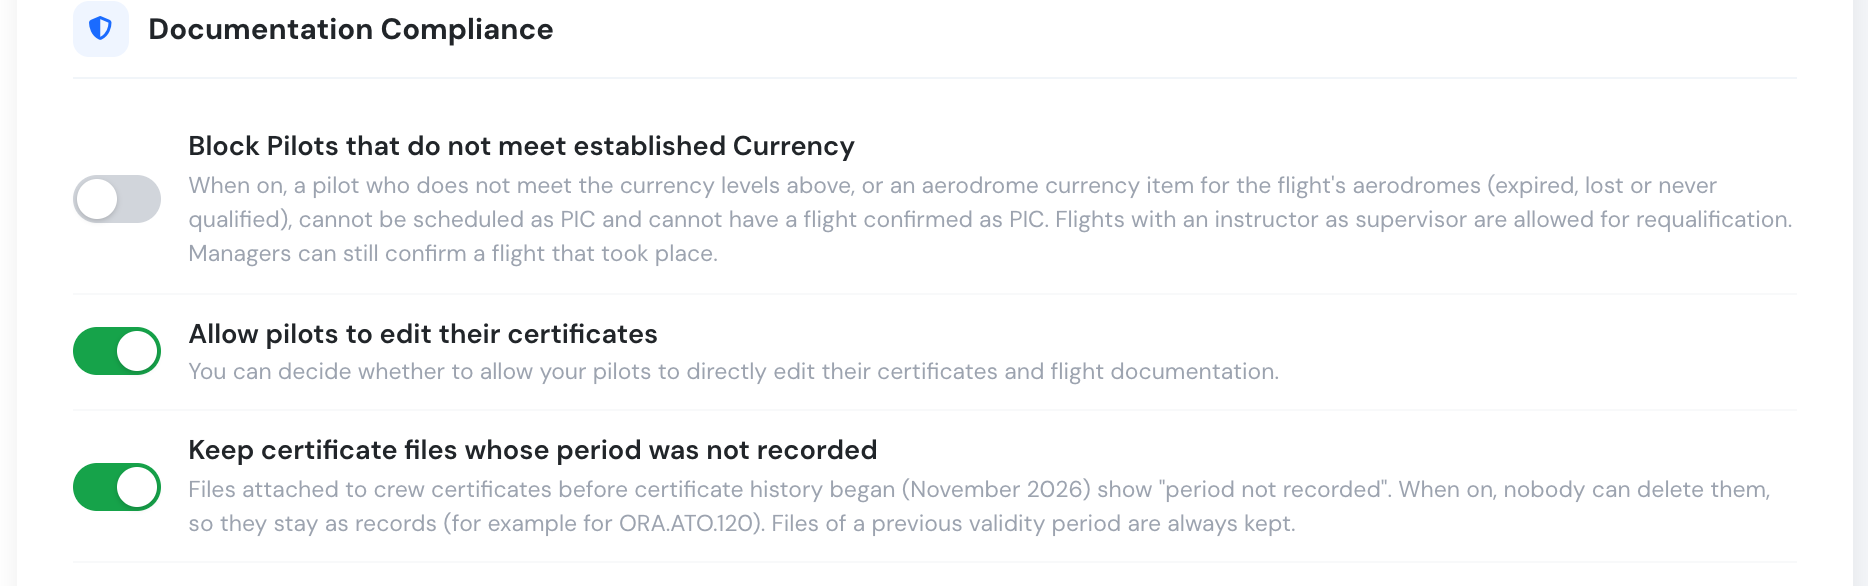 Documentation Compliance
Block Pilots that do not meet established Currency
When on, a pilot who does not meet the currency levels above, or an aerodrome currency item for the flight's aerodromes (expired, lost or never
qualified), cannot be scheduled as PIC and cannot have a flight confirmed as PIC. Flights with an instructor as supervisor are allowed for requalification.
Managers can still confirm a flight that took place.
Allow pilots to edit their certificates
You can decide whether to allow your pilots to directly edit their certificates and flight documentation.
Keep certificate files whose period was not recorded
Files attached to crew certificates before certificate history began (November 2026) show "period not recorded". When on, nobody can delete them,
so they stay as records (for example for ORA.ATO.120). Files of a previous validity period are always kept.